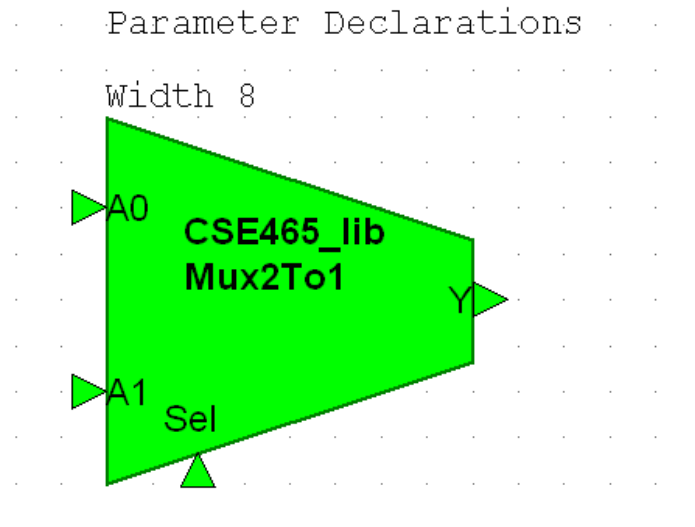 Parameter Declarations
Width 8
A0
CSE465_lib
Mux2To1
Y
A1
Sel